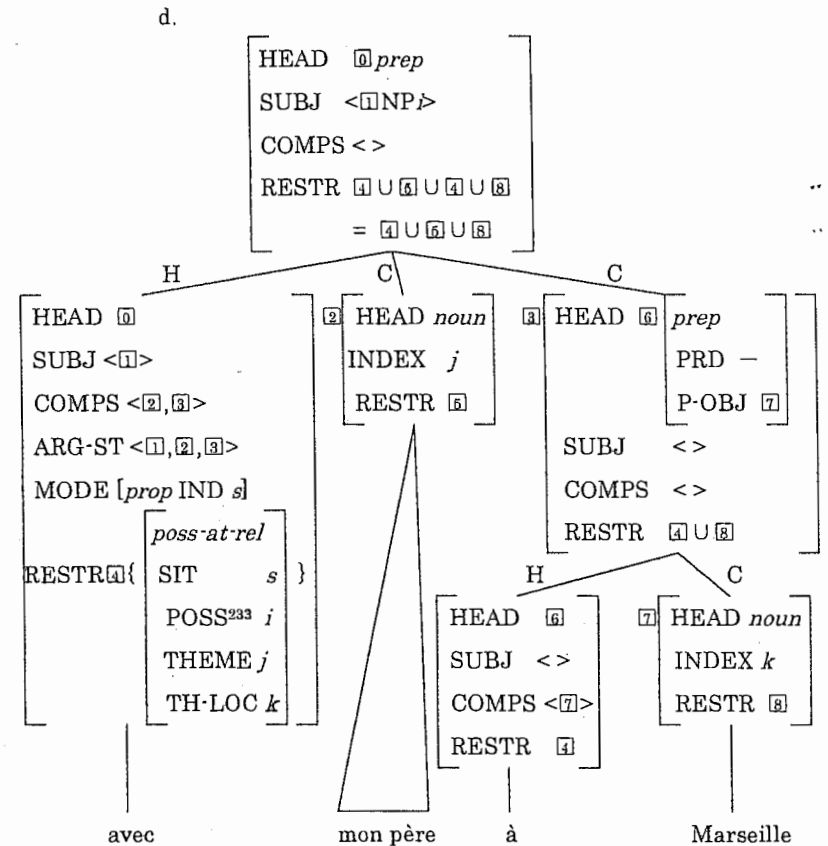 d.
HEAD [0] prep
SUBJ <[1]NPi>
COMPS < >
RESTR [4] ∪ [5] ∪ [4] ∪ [8]
= [4] ∪ [5] ∪ [8]
H
C
C
HEAD [0]
SUBJ <[1]>
COMPS <[2],[3]>
ARG-ST <[1],[2],[3]>
MODE [prop IND s]
RESTR[4]{
poss-at-rel
SIT s
POSS²³³ i
THEME j
TH-LOC k
}
[2] HEAD noun
INDEX j
RESTR [5]
[3] HEAD [6] prep
PRD —
P-OBJ [7]
SUBJ < >
COMPS < >
RESTR [4] ∪ [8]
H
C
HEAD [6]
SUBJ < >
COMPS <[7]>
RESTR [4]
[7] HEAD noun
INDEX k
RESTR [8]
avec mon père à Marseille